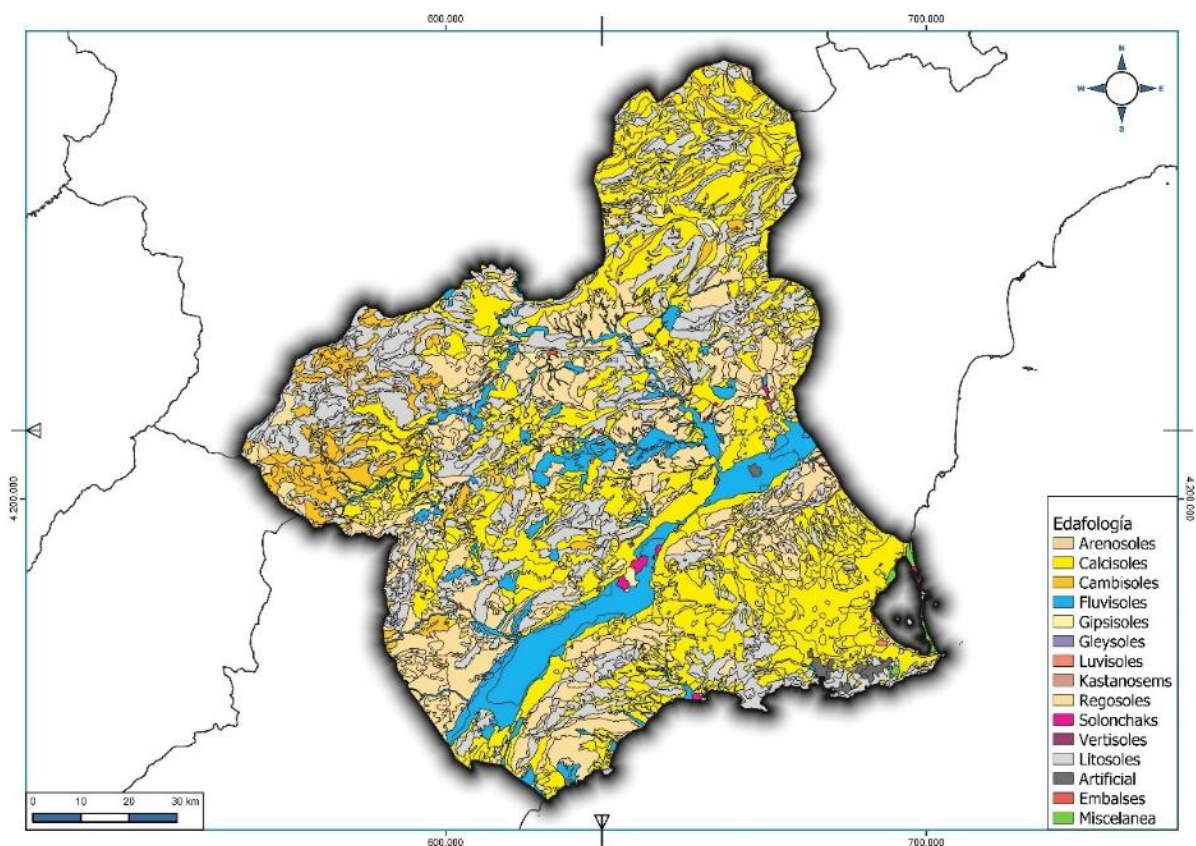 600.000 700.000
N
W E
S
4.200.000 4.200.000
Edafología
Arenosoles
Calcisoles
Cambisoles
Fluvisoles
Gipsisoles
Gleysoles
Luvisoles
Kastanosems
Regosoles
Solonchaks
Vertisoles
Litosoles
Artificial
Embalses
Miscelanea
0 10 20 30 km
600.000 700.000